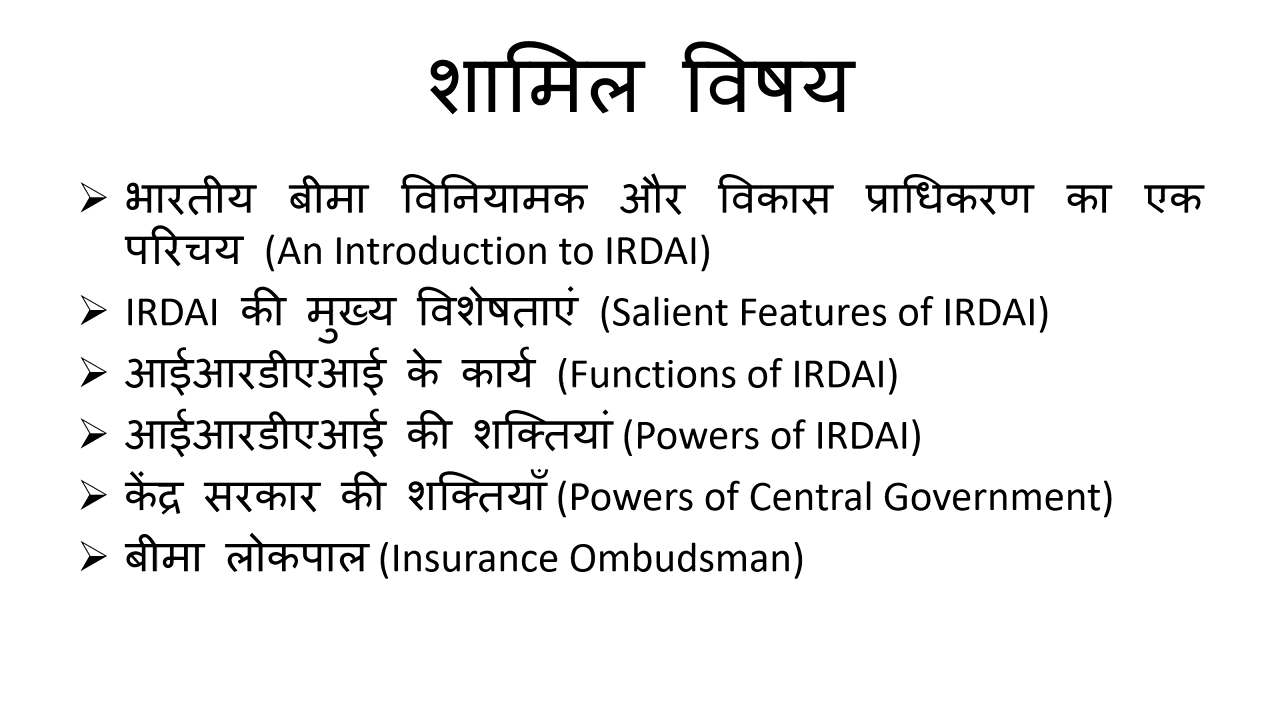 शामिल विषय
➢ भारतीय बीमा विनियामक और विकास प्राधिकरण का एक
परिचय (An Introduction to IRDAI)
➢ IRDAI की मुख्य विशेषताएं (Salient Features of IRDAI)
➢ आईआरडीएआई के कार्य (Functions of IRDAI)
➢ आईआरडीएआई की शक्तियां (Powers of IRDAI)
➢ केंद्र सरकार की शक्तियाँ (Powers of Central Government)
➢ बीमा लोकपाल (Insurance Ombudsman)